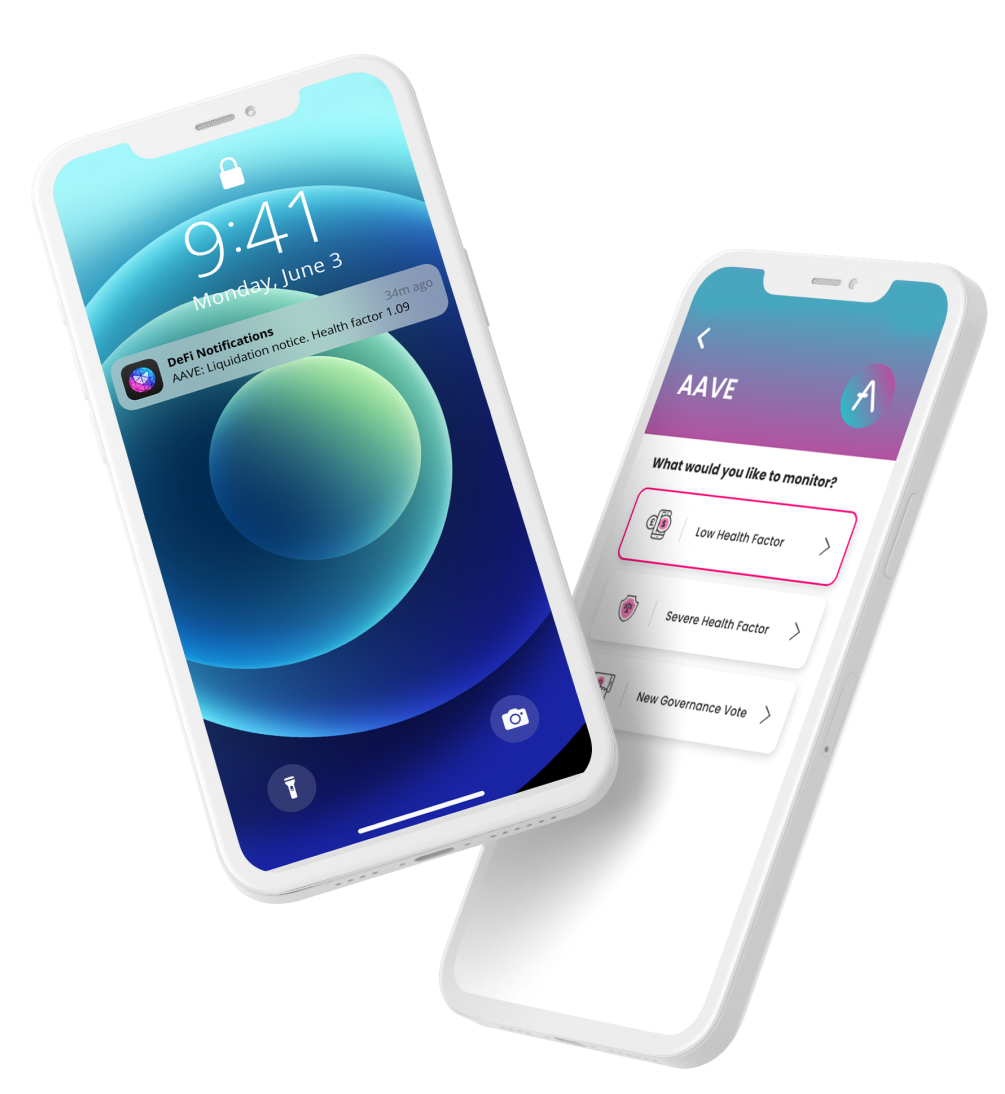 9:41
Monday, June 3
DeFi Notifications
34m ago
AAVE: Liquidation notice. Health factor 1.09
AAVE
What would you like to monitor?
Low Health Factor
Severe Health Factor
New Governance Vote